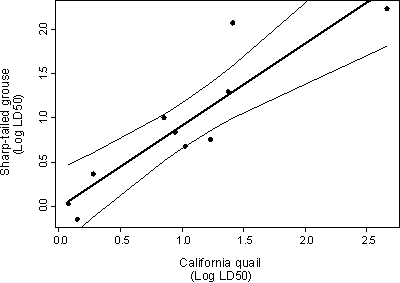 Sharp-tailed grouse
(Log LD50)
2.0
1.5
1.0
0.5
0.0
0.0 0.5 1.0 1.5 2.0 2.5
California quail
(Log LD50)